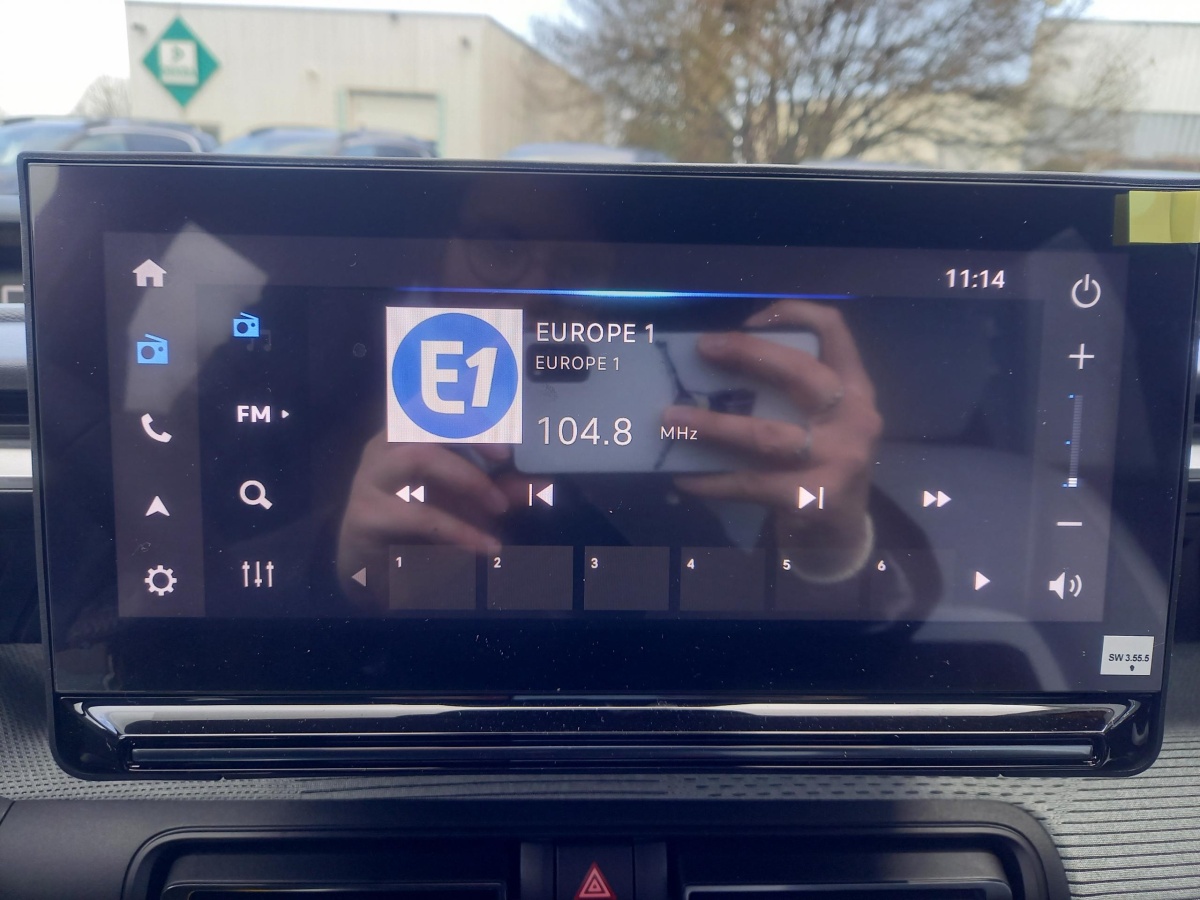 11:14
E1
EUROPE 1
EUROPE 1
104.8 MHz
FM
1 2 3 4 5 6
SW 3.55.5